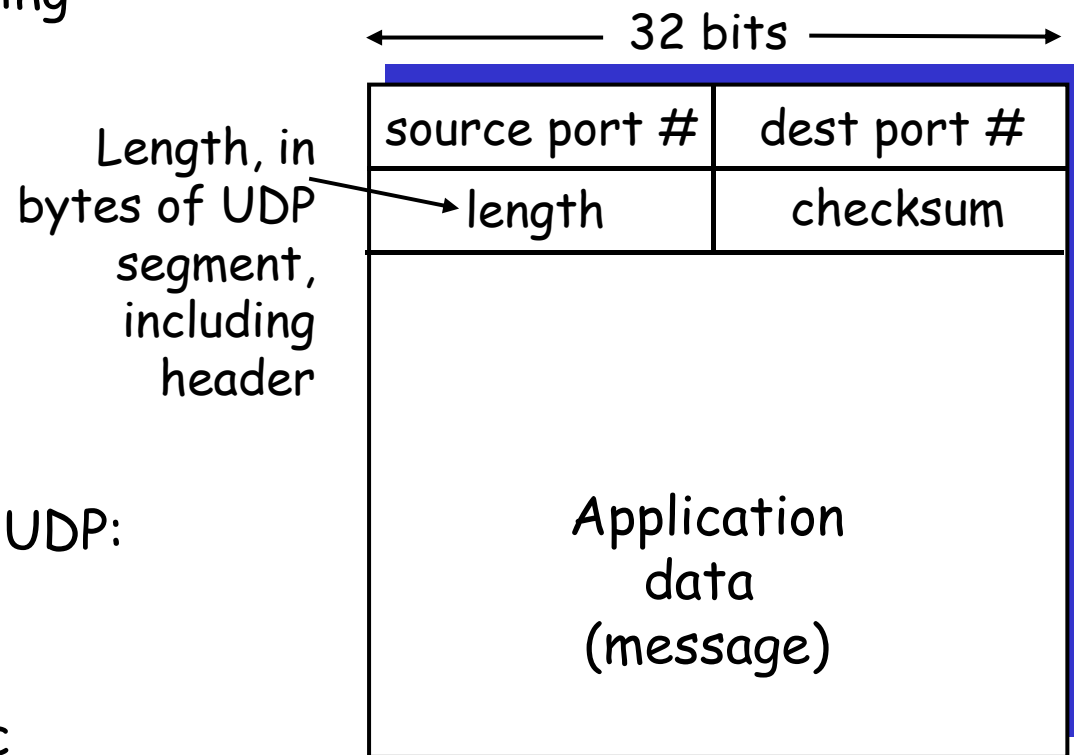 32 bits
source port # dest port #
Length, in
bytes of UDP
segment,
including
header
length checksum
UDP:
Application
data
(message)